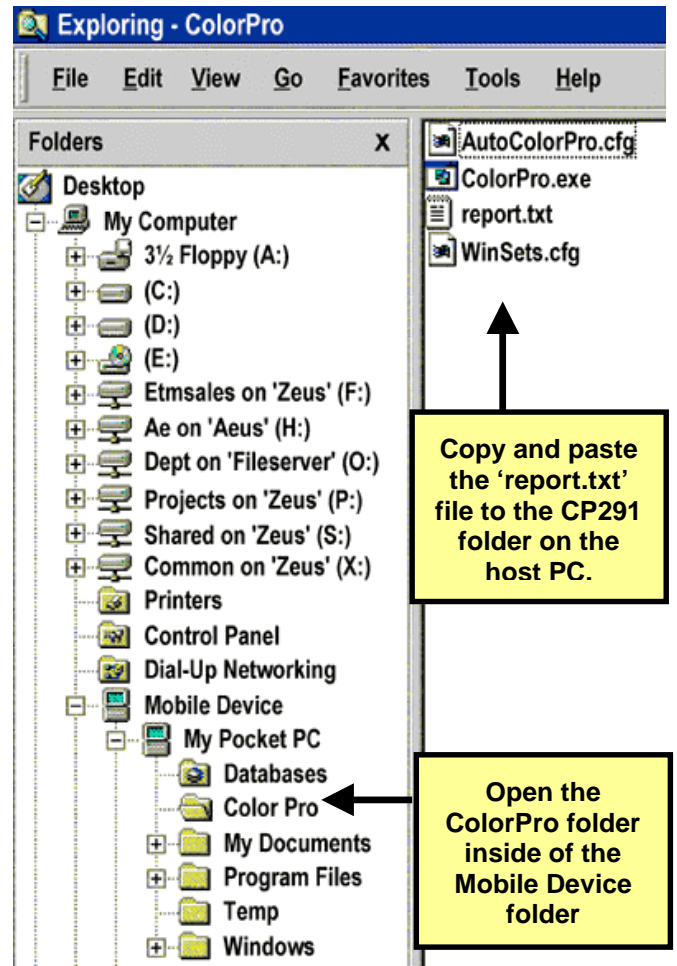 Exploring - ColorPro
File Edit View Go Favorites Tools Help
Folders X
Desktop
My Computer
3½ Floppy (A:)
(C:)
(D:)
(E:)
Etmsales on 'Zeus' (F:)
Ae on 'Aeus' (H:)
Dept on 'Fileserver' (O:)
Projects on 'Zeus' (P:)
Shared on 'Zeus' (S:)
Common on 'Zeus' (X:)
Printers
Control Panel
Dial-Up Networking
Mobile Device
My Pocket PC
Databases
Color Pro
My Documents
Program Files
Temp
Windows
AutoColorPro.cfg
ColorPro.exe
report.txt
WinSets.cfg
Copy and paste
the ‘report.txt’
file to the CP291
folder on the
host PC.
Open the
ColorPro folder
inside of the
Mobile Device
folder